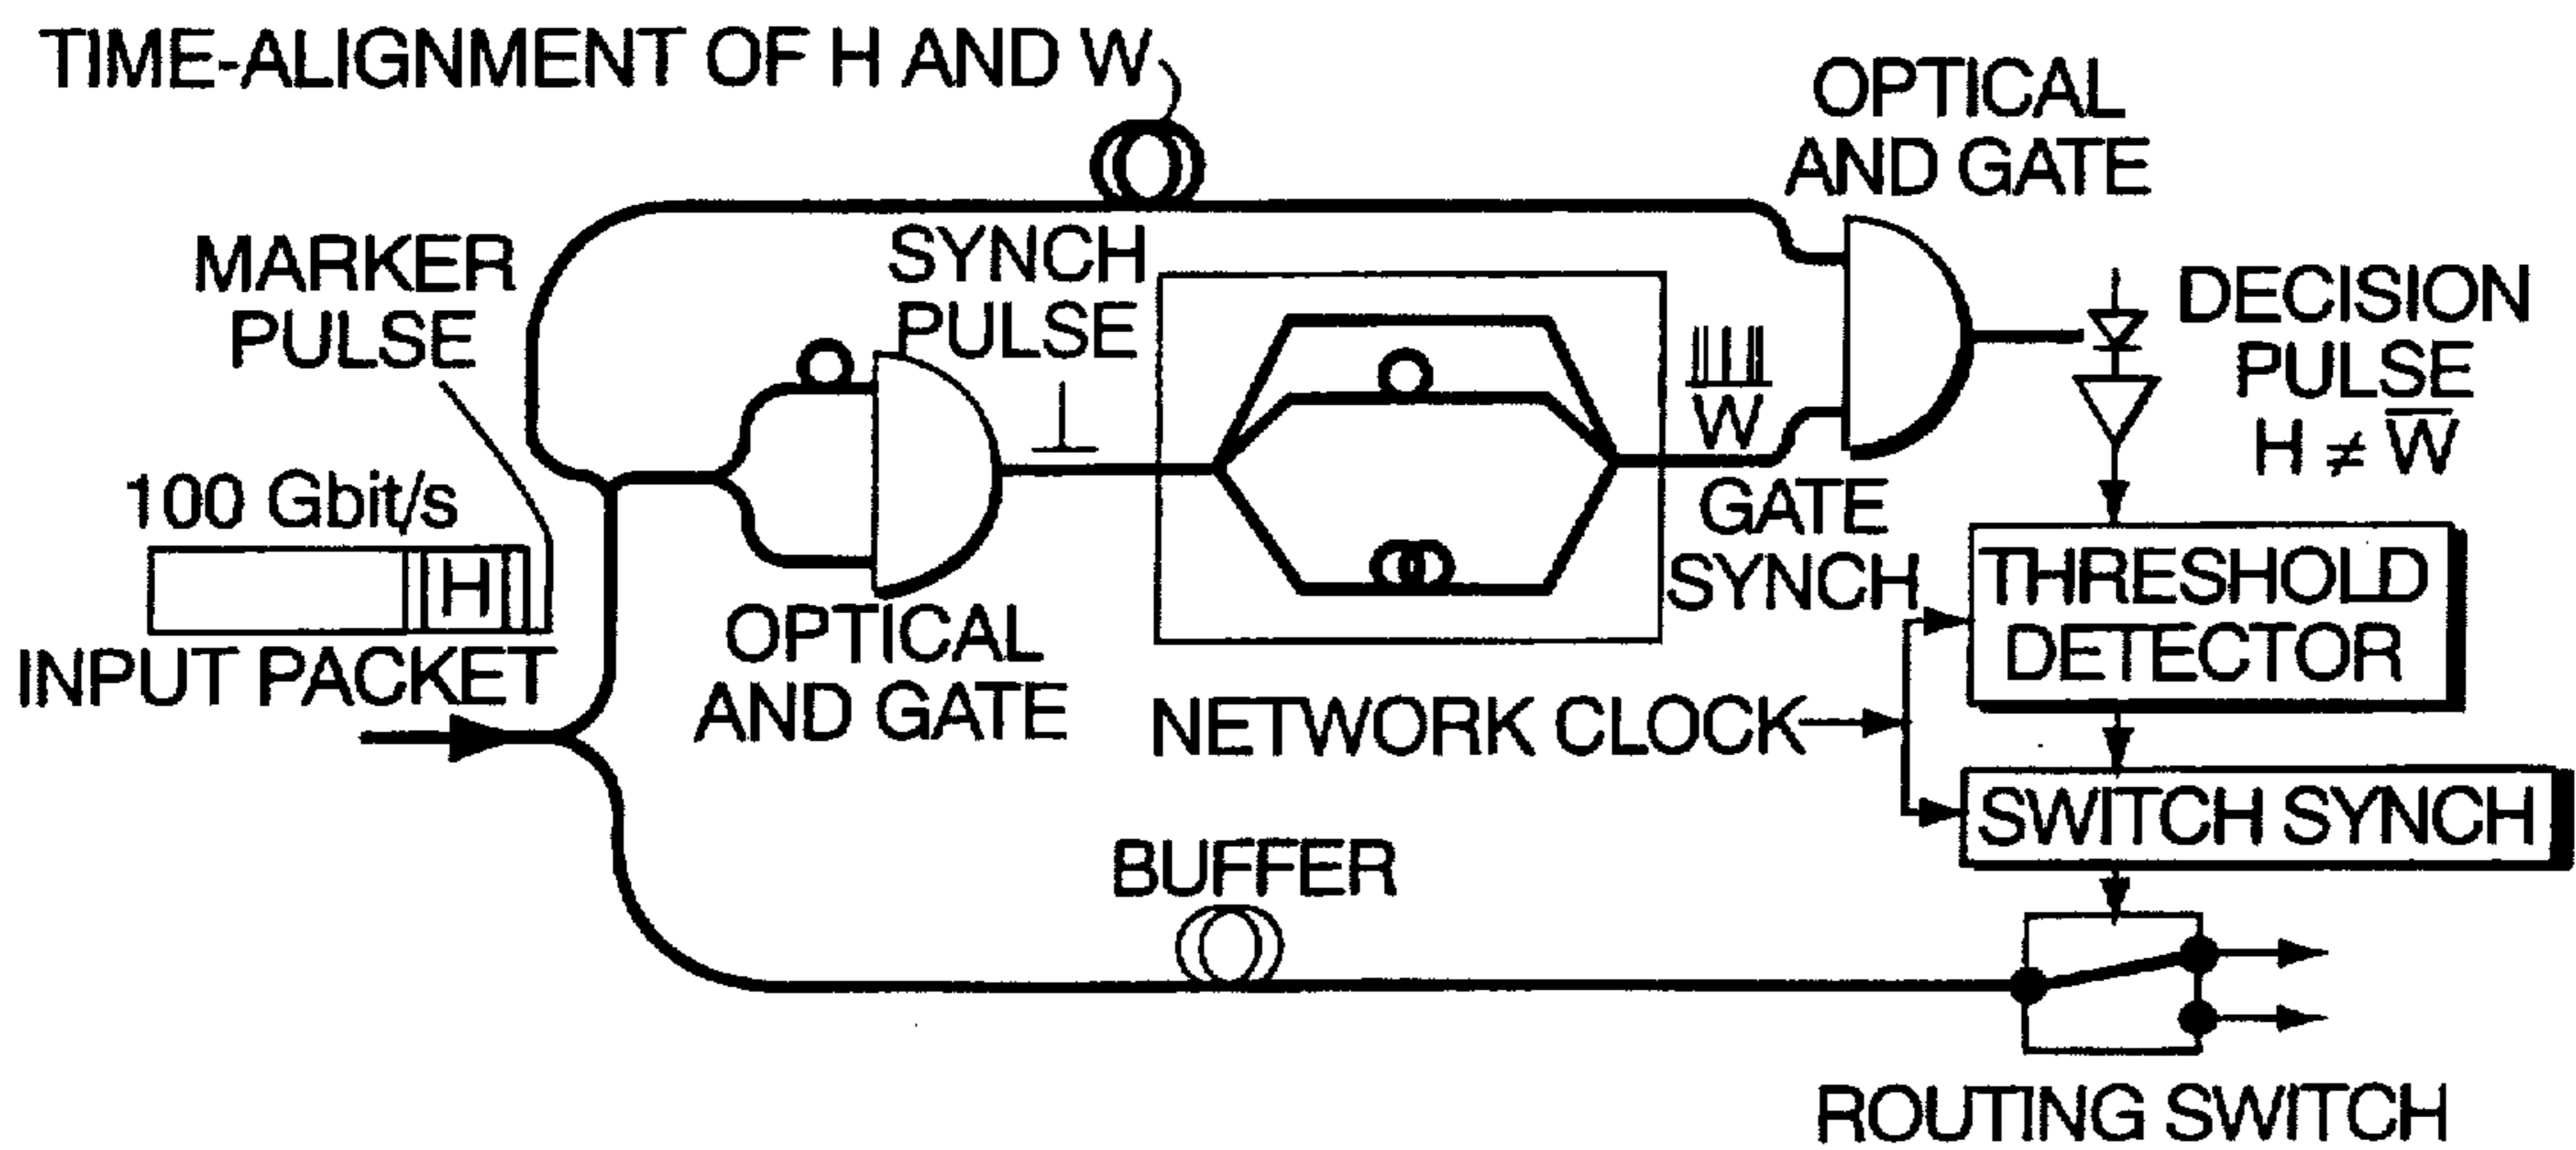 TIME-ALIGNMENT OF H AND W
OPTICAL
AND GATE
MARKER
PULSE
SYNCH
PULSE
DECISION
PULSE
H ≠ W̅
100 Gbit/s
H
INPUT PACKET
W
GATE
SYNCH
THRESHOLD
DETECTOR
OPTICAL
AND GATE
NETWORK CLOCK
SWITCH SYNCH
BUFFER
ROUTING SWITCH